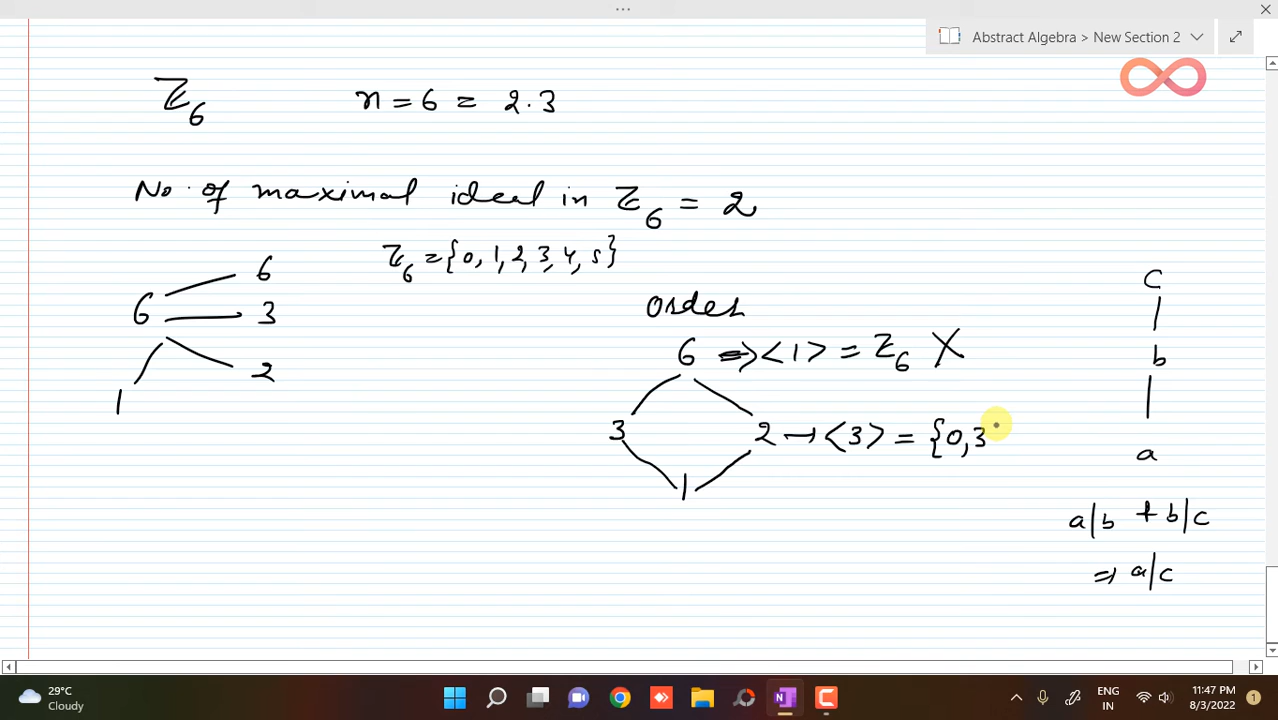 Abstract Algebra > New Section 2
ℤ₆ n = 6 = 2·3
No. of maximal ideal in ℤ₆ = 2
ℤ₆ = {0, 1, 2, 3, 4, 5}
6
6 3
2
1
order
6 ⇒ <1> = ℤ₆ X
3 2 → <3> = {0,3
1
c
b
a
a|b + b|c
⇒ a|c
29°C
Cloudy
ENG
IN
11:47 PM
8/3/2022
1